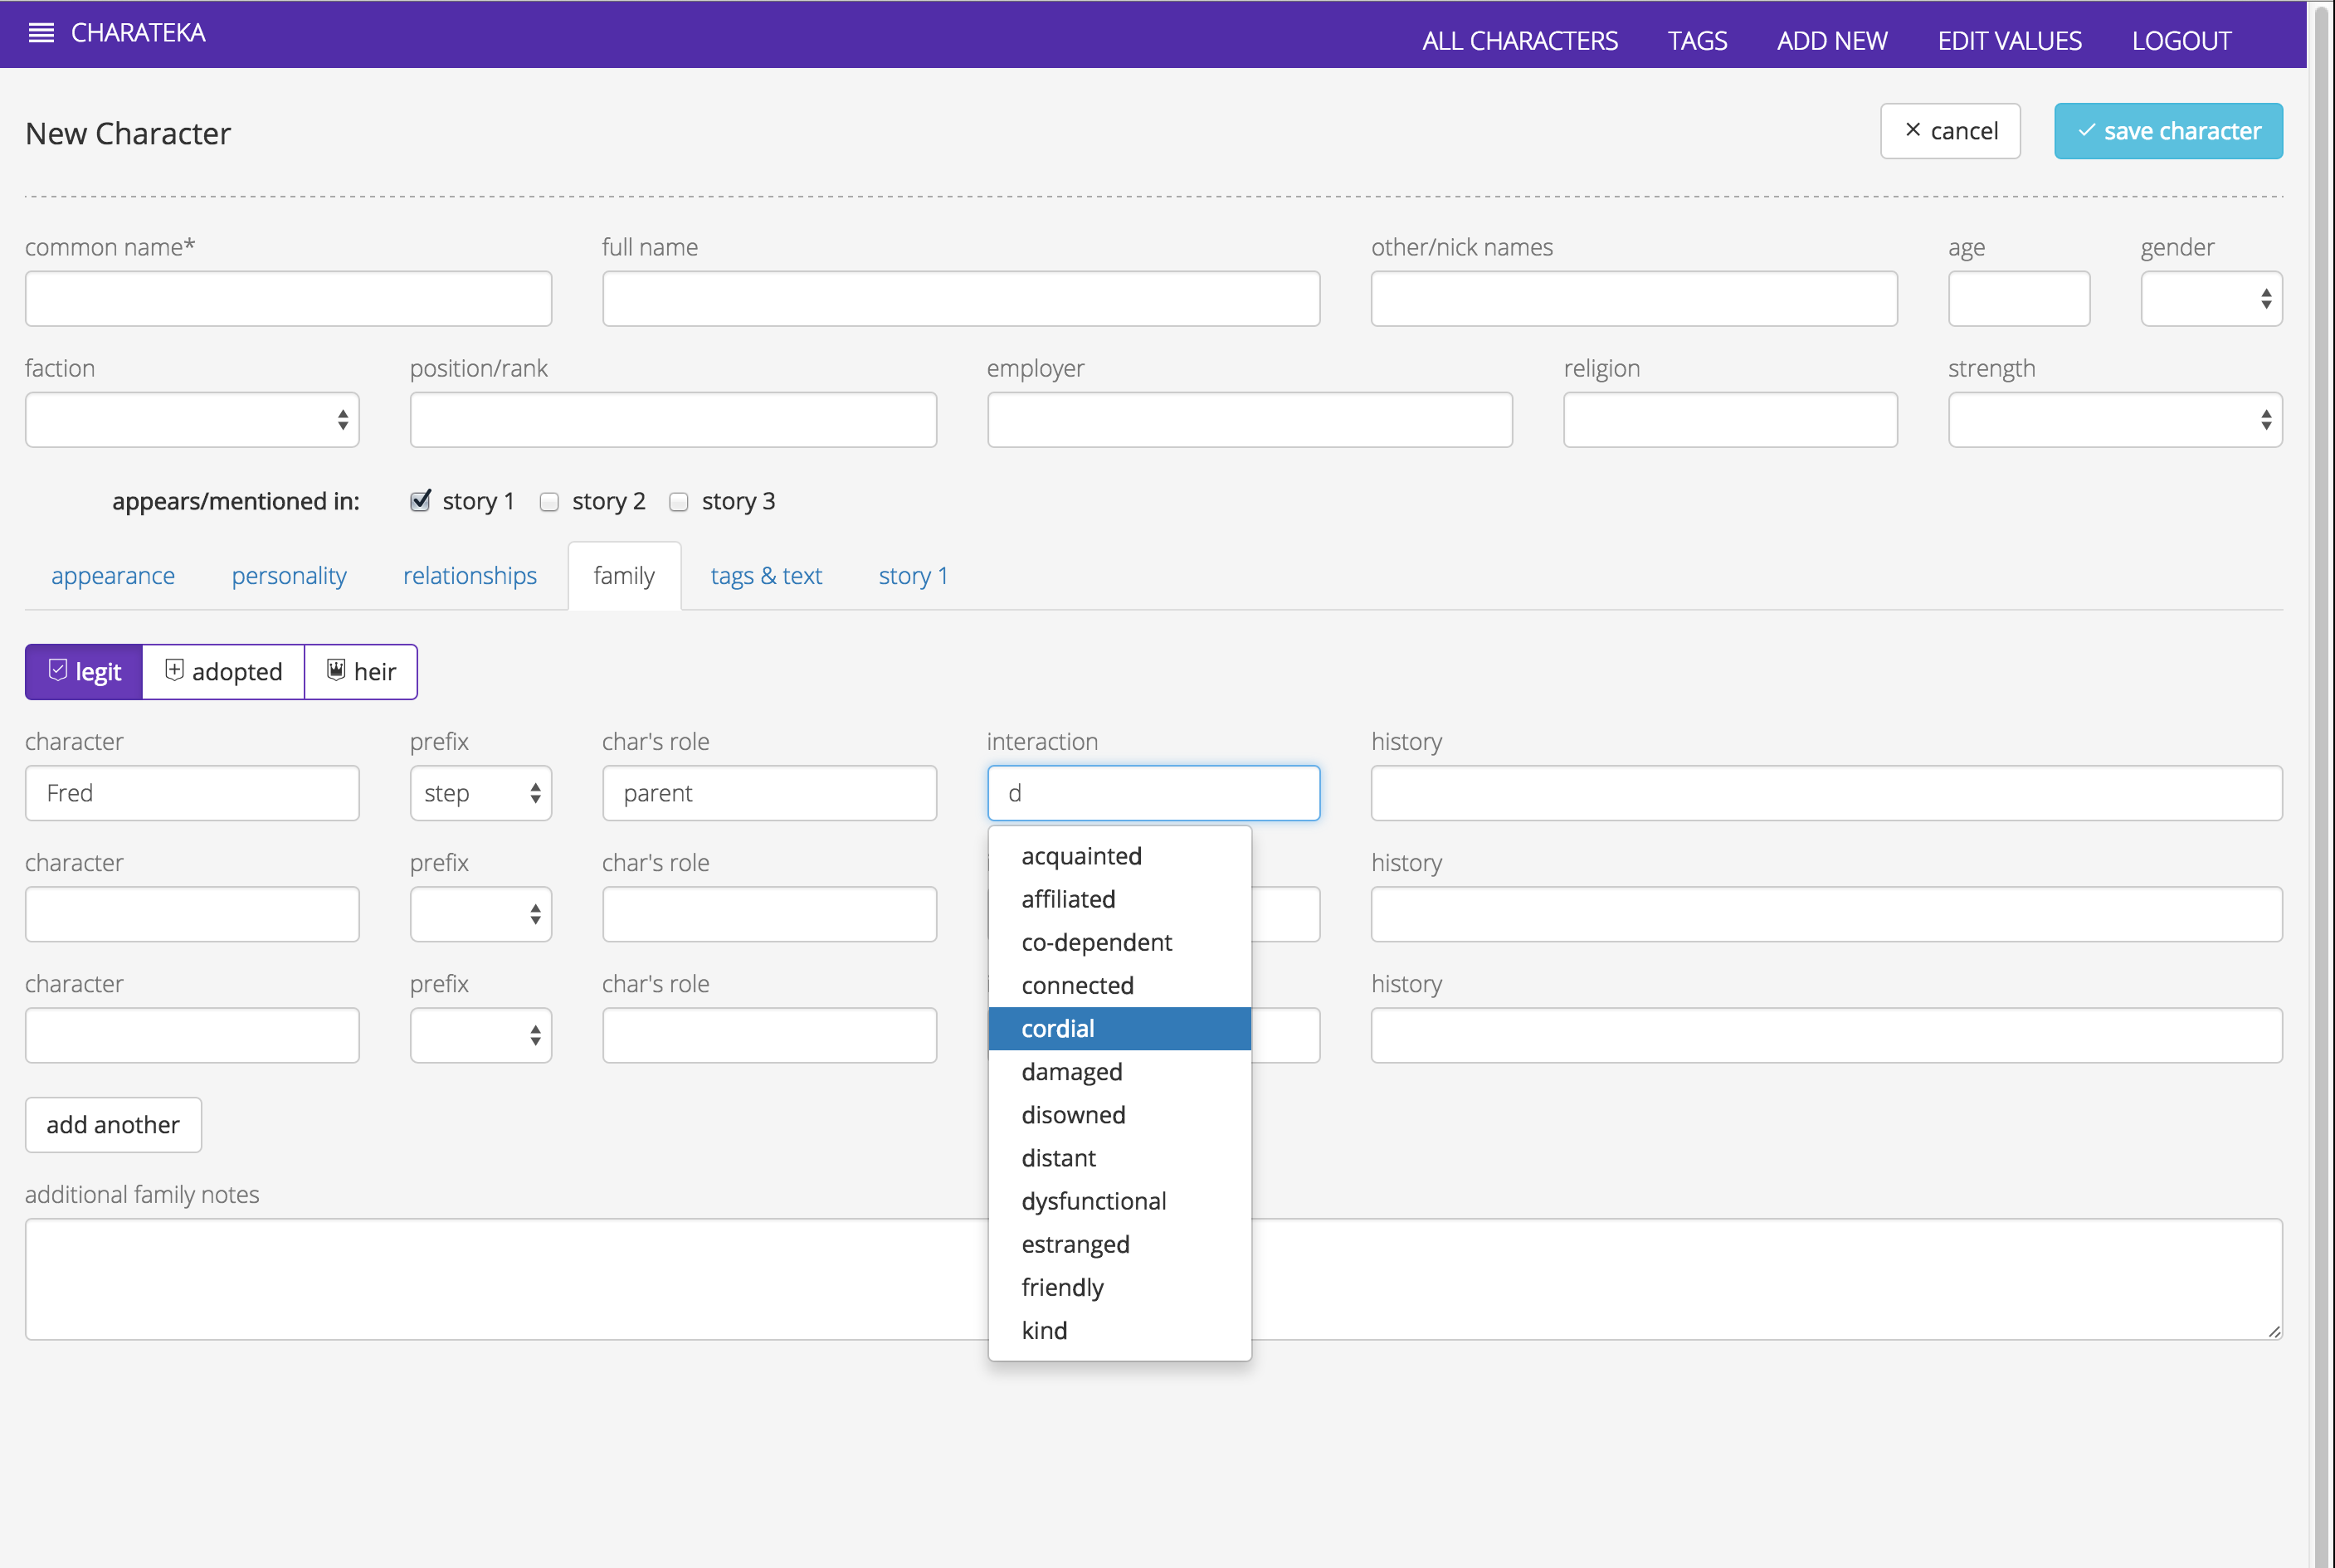 CHARATEKA ALL CHARACTERS TAGS ADD NEW EDIT VALUES LOGOUT
New Character cancel save character
common name* full name other/nick names age gender
faction position/rank employer religion strength
appears/mentioned in: story 1 story 2 story 3
appearance personality relationships family tags & text story 1
legit adopted heir
character prefix char's role interaction history
Fred step parent d
character prefix char's role history
character prefix char's role history
acquainted
affiliated
co-dependent
connected
cordial
damaged
disowned
distant
dysfunctional
estranged
friendly
kind
add another
additional family notes